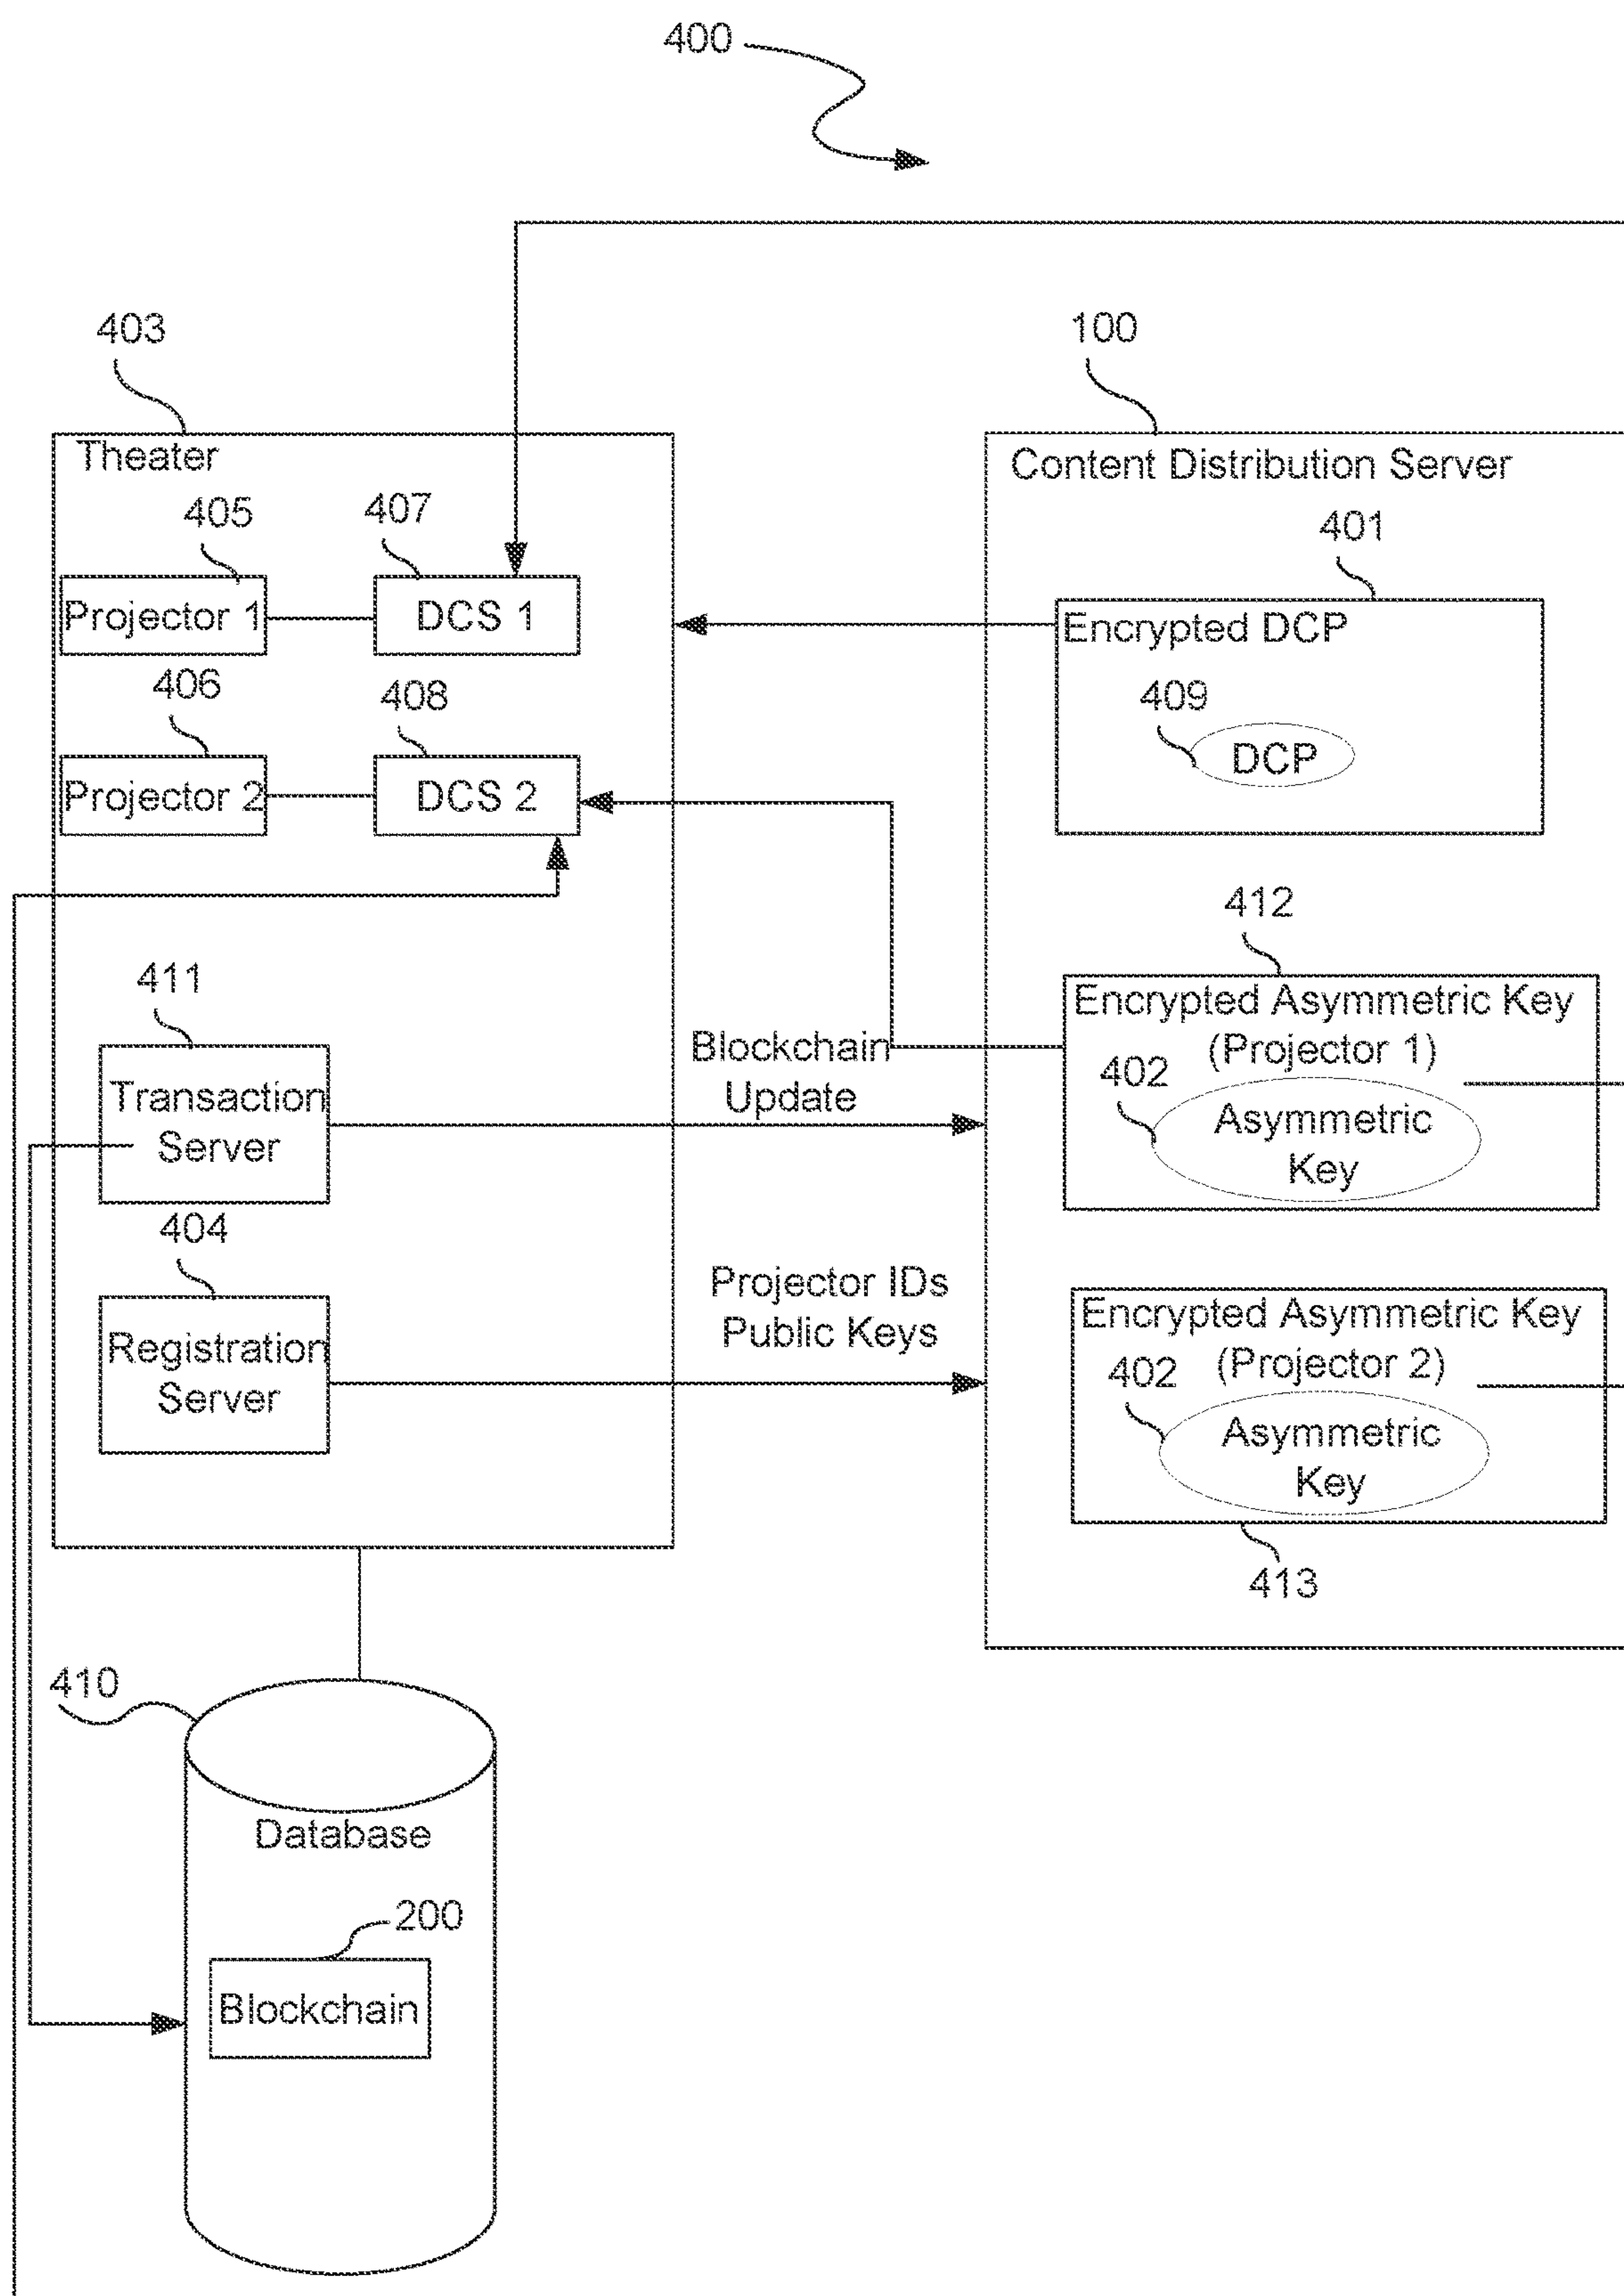 400
403
100
Theater
Content Distribution Server
405
407
401
Projector 1
DCS 1
Encrypted DCP
406
408
409
DCP
Projector 2
DCS 2
412
411
Encrypted Asymmetric Key
(Projector 1)
Blockchain
Update
402
Transaction
Server
Asymmetric
Key
404
Projector IDs
Public Keys
Encrypted Asymmetric Key
(Projector 2)
Registration
Server
402
Asymmetric
Key
413
410
Database
200
Blockchain